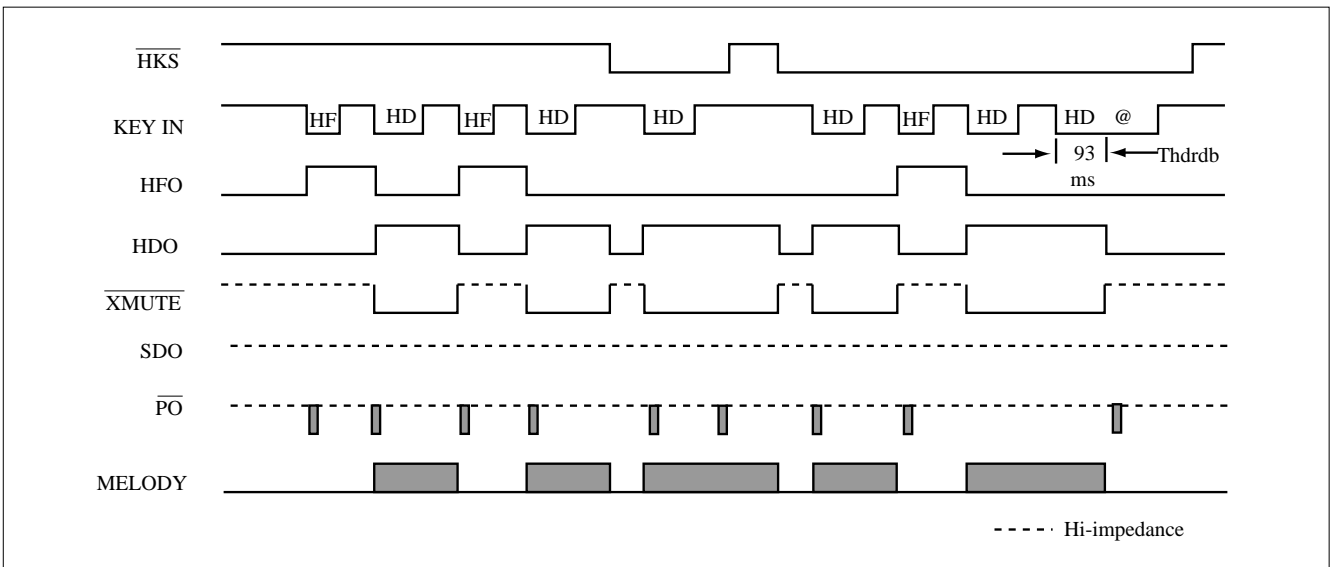 HKS
KEY IN HF HD HF HD HD HD HF HD HD @
93 Thdrdb
ms
HFO
HDO
XMUTE
SDO
PO
MELODY
Hi-impedance